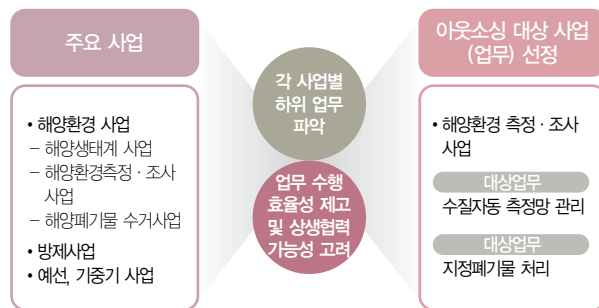 주요 사업
• 해양환경 사업
– 해양생태계 사업
– 해양환경측정 · 조사
사업
– 해양폐기물 수거사업
• 방제사업
• 예선, 기중기 사업
각 사업별
하위 업무
파악
업무 수행
효율성 제고
및 상생협력
가능성 고려
아웃소싱 대상 사업
(업무) 선정
• 해양환경 측정 · 조사
사업
대상업무
수질자동 측정망 관리
대상업무
지정폐기물 처리